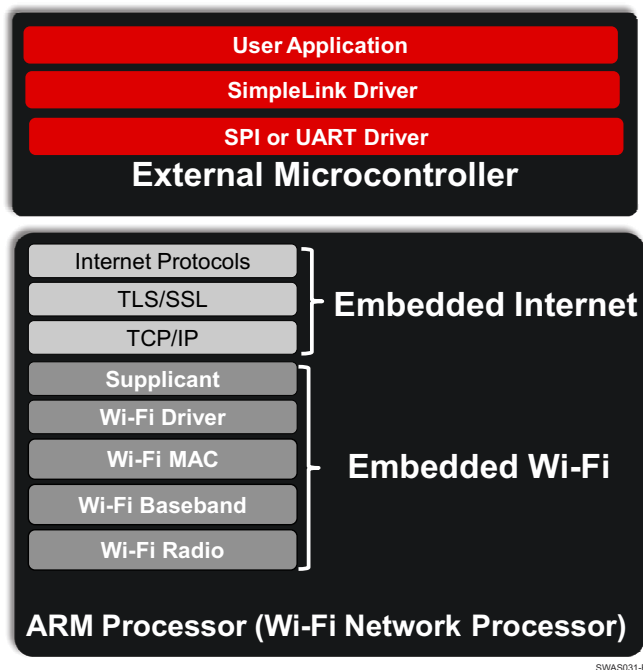 User Application
SimpleLink Driver
SPI or UART Driver
External Microcontroller
Internet Protocols
TLS/SSL
TCP/IP
Embedded Internet
Supplicant
Wi-Fi Driver
Wi-Fi MAC
Wi-Fi Baseband
Wi-Fi Radio
Embedded Wi-Fi
ARM Processor (Wi-Fi Network Processor)